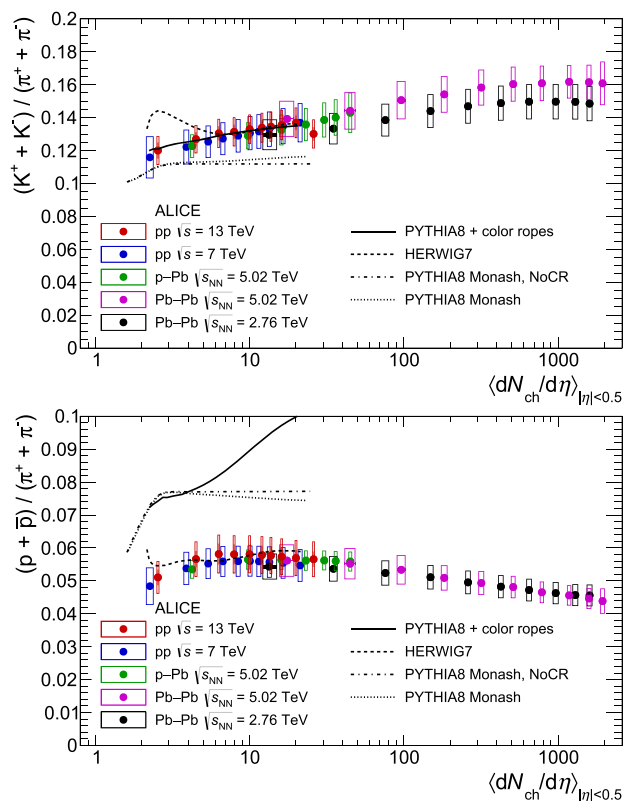 (K⁺ + K⁻) / (π⁺ + π⁻)
0.2
0.18
0.16
0.14
0.12
0.1
0.08
0.06
0.04
0.02
0
ALICE
pp √s = 13 TeV
pp √s = 7 TeV
p–Pb √sNN = 5.02 TeV
Pb–Pb √sNN = 5.02 TeV
Pb–Pb √sNN = 2.76 TeV
PYTHIA8 + color ropes
HERWIG7
PYTHIA8 Monash, NoCR
PYTHIA8 Monash
1 10 100 1000
⟨dNch/dη⟩|η|<0.5
(p + p̅) / (π⁺ + π⁻)
0.1
0.09
0.08
0.07
0.06
0.05
0.04
0.03
0.02
0.01
0
ALICE
pp √s = 13 TeV
pp √s = 7 TeV
p–Pb √sNN = 5.02 TeV
Pb–Pb √sNN = 5.02 TeV
Pb–Pb √sNN = 2.76 TeV
PYTHIA8 + color ropes
HERWIG7
PYTHIA8 Monash, NoCR
PYTHIA8 Monash
1 10 100 1000
⟨dNch/dη⟩|η|<0.5